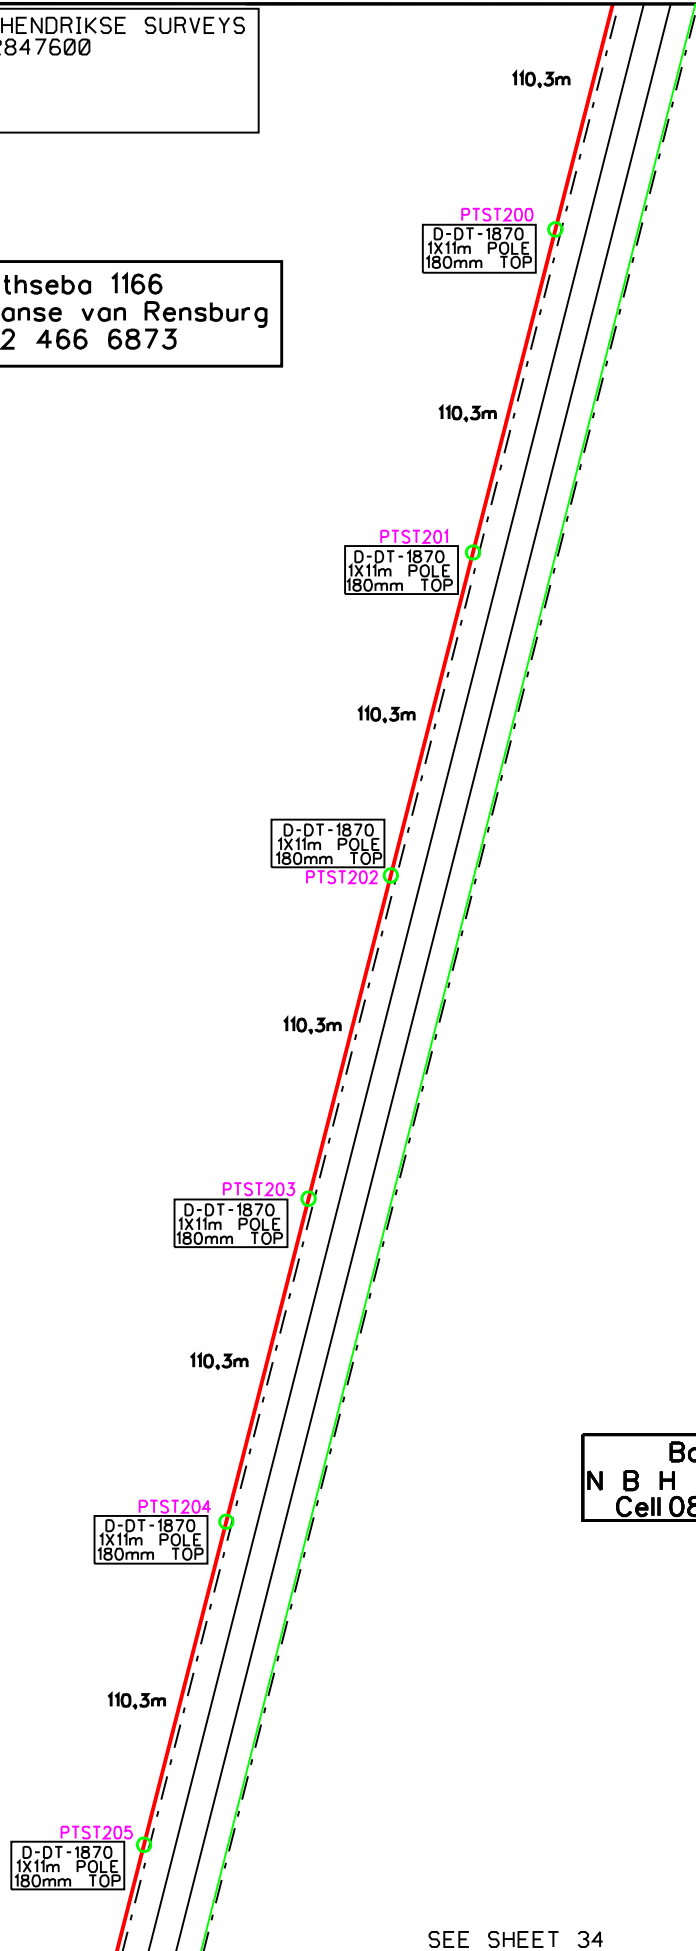 HENDRIKSE SURVEYS
2847600
110,3m
PTST200
D-DT-1870
1X11m POLE
180mm TOP
thseba 1166
anse van Rensburg
2 466 6873
110,3m
PTST201
D-DT-1870
1X11m POLE
180mm TOP
110,3m
D-DT-1870
1X11m POLE
180mm TOP
PTST202
110,3m
PTST203
D-DT-1870
1X11m POLE
180mm TOP
110,3m
Ba
N B H
Cell 08
PTST204
D-DT-1870
1X11m POLE
180mm TOP
110,3m
PTST205
D-DT-1870
1X11m POLE
180mm TOP
SEE SHEET 34